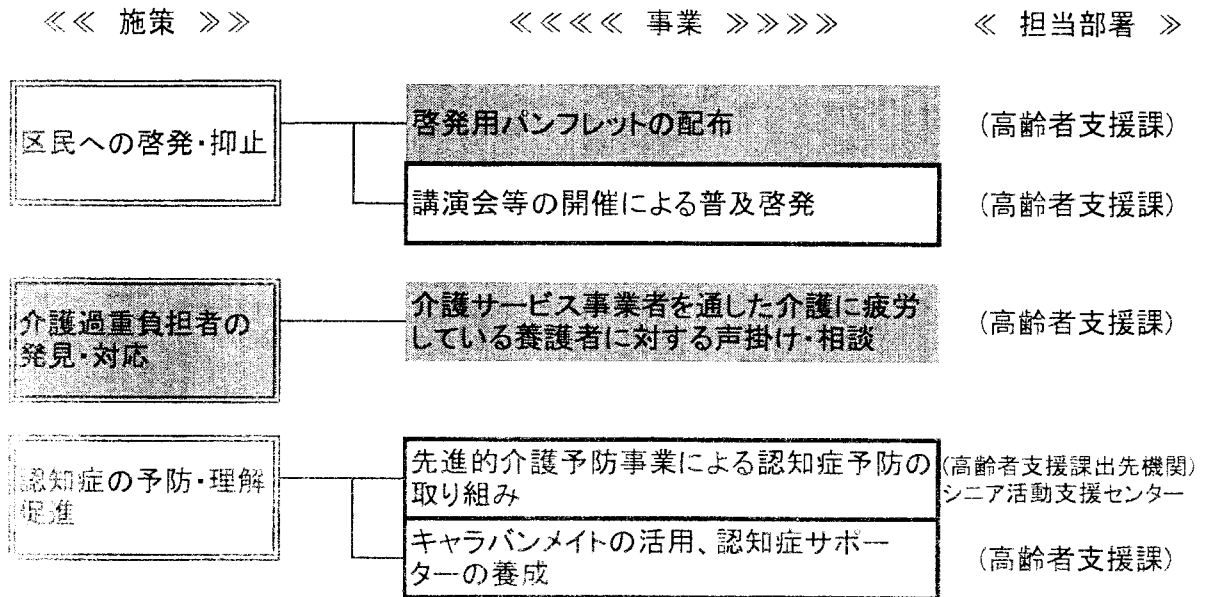 ≪≪ 施策 ≫≫
≪≪≪≪ 事業 ≫≫≫≫
≪ 担当部署 ≫
区民への啓発・抑止
啓発用パンフレットの配布
(高齢者支援課)
講演会等の開催による普及啓発
(高齢者支援課)
介護過重負担者の
発見・対応
介護サービス事業者を通した介護に疲労
している養護者に対する声掛け・相談
(高齢者支援課)
認知症の予防・理解
促進
先進的介護予防事業による認知症予防の
取り組み
(高齢者支援課出先機関)
シニア活動支援センター
キャラバンメイトの活用、認知症サポー
ターの養成
(高齢者支援課)